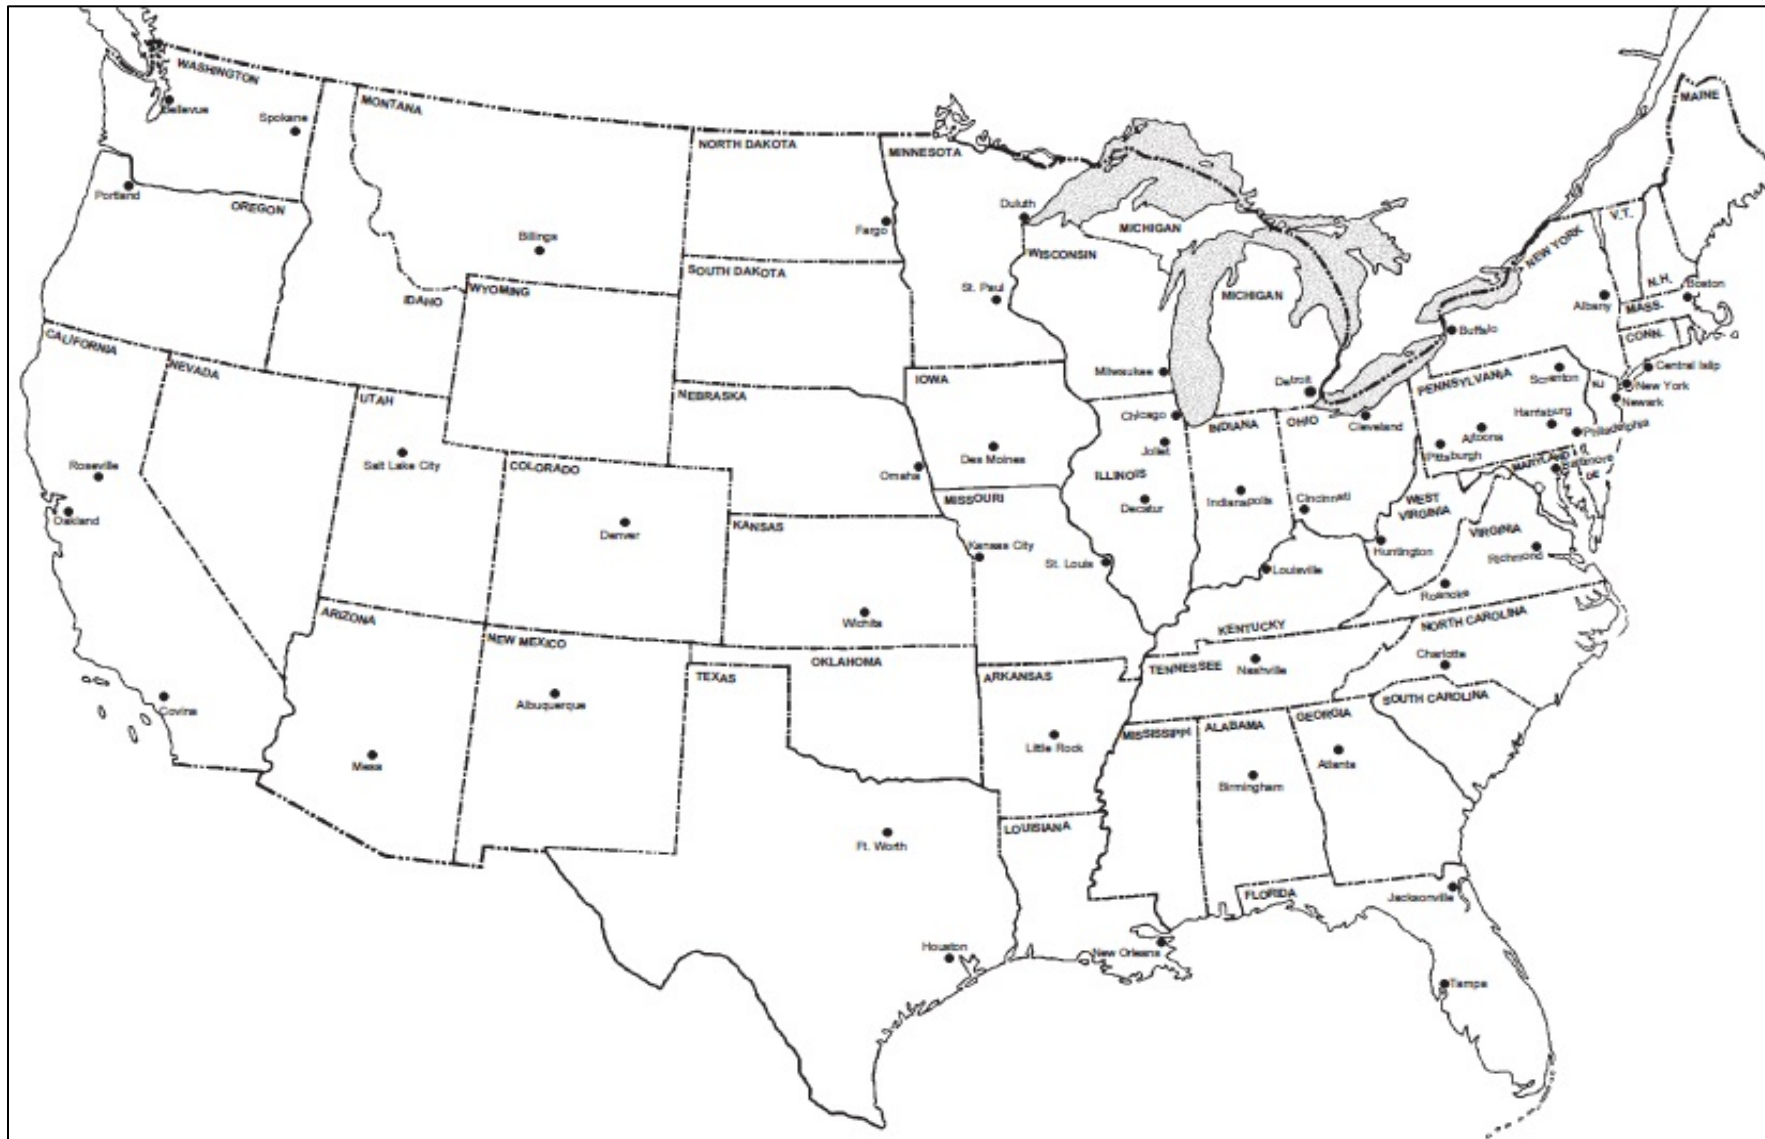 WASHINGTON
Bellevue
Spokane
MONTANA
NORTH DAKOTA
MINNESOTA
MAINE
Portland
OREGON
Billings
Fargo
Duluth
MICHIGAN
V.T.
NEW YORK
SOUTH DAKOTA
WISCONSIN
IDAHO
WYOMING
St. Paul
MICHIGAN
Albany
N.H.
Boston
MASS.
CALIFORNIA
NEVADA
Buffalo
CONN.
UTAH
NEBRASKA
IOWA
Milwaukee
Detroit
PENNSYLVANIA
Scranton
NJ
Central Islip
New York
Newark
Chicago
INDIANA
OHIO
Cleveland
Harrisburg
Altoona
Philadelphia
Roseville
Salt Lake City
COLORADO
Omaha
Des Moines
Joliet
ILLINOIS
Pittsburgh
MARYLAND
Baltimore
DE
Oakland
Denver
KANSAS
MISSOURI
Decatur
Indianapolis
Cincinnati
WEST
VIRGINIA
VIRGINIA
Kansas City
St. Louis
Louisville
Huntington
Richmond
Roanoke
ARIZONA
NEW MEXICO
Wichita
KENTUCKY
NORTH CAROLINA
OKLAHOMA
TEXAS
ARKANSAS
TENNESSEE
Nashville
Charlotte
SOUTH CAROLINA
Covina
Albuquerque
Little Rock
MISSISSIPPI
ALABAMA
GEORGIA
Mesa
Atlanta
Birmingham
Ft. Worth
LOUISIANA
FLORIDA
Jacksonville
Houston
New Orleans
Tampa